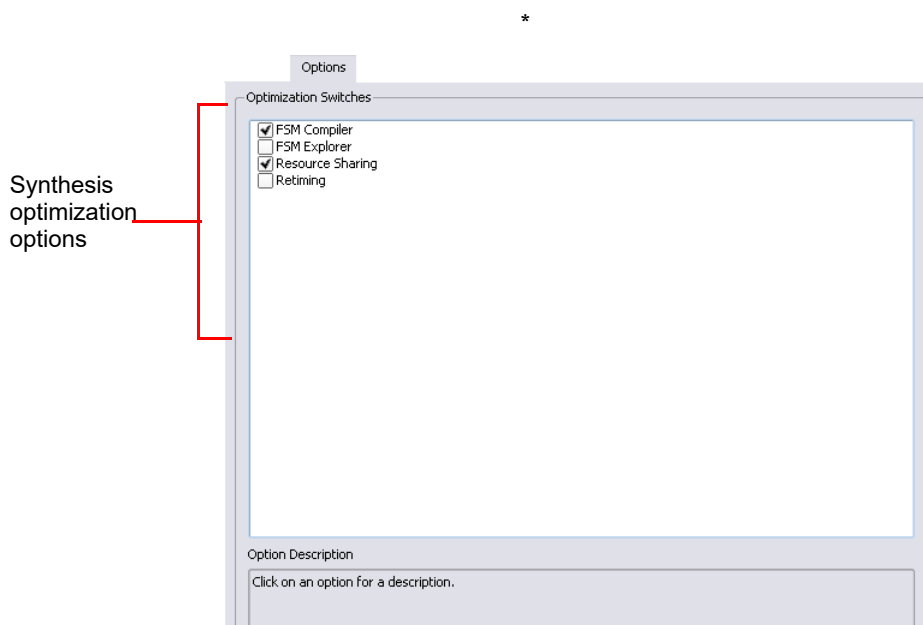 *
Options
Optimization Switches
FSM Compiler
FSM Explorer
Resource Sharing
Retiming
Synthesis
optimization
options
Option Description
Click on an option for a description.